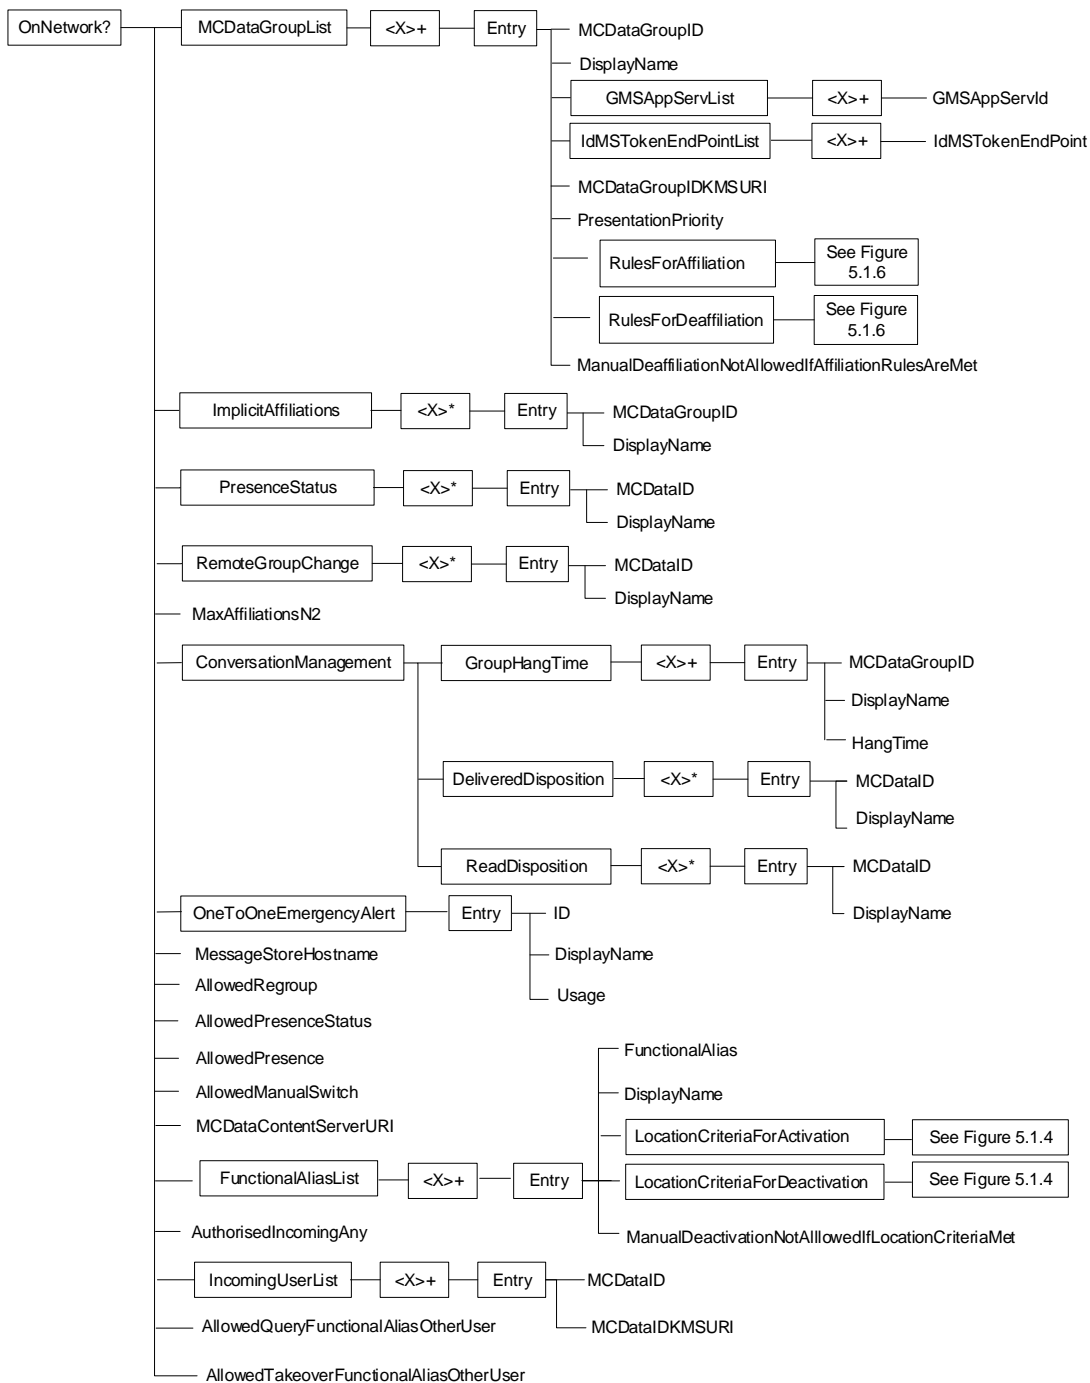 OnNetwork?
MCDataGroupList
<X>+
Entry
MCDataGroupID
DisplayName
GMSAppServList
<X>+
GMSAppServId
IdMSTokenEndPointList
<X>+
IdMSTokenEndPoint
MCDataGroupIDKMSURI
PresentationPriority
RulesForAffiliation
See Figure
5.1.6
RulesForDeaffiliation
See Figure
5.1.6
ManualDeaffiliationNotAllowedIfAffiliationRulesAreMet
ImplicitAffiliations
<X>*
Entry
MCDataGroupID
DisplayName
PresenceStatus
<X>*
Entry
MCDataID
DisplayName
RemoteGroupChange
<X>*
Entry
MCDataID
DisplayName
MaxAffiliationsN2
ConversationManagement
GroupHangTime
<X>+
Entry
MCDataGroupID
DisplayName
HangTime
DeliveredDisposition
<X>*
Entry
MCDataID
DisplayName
ReadDisposition
<X>*
Entry
MCDataID
DisplayName
OneToOneEmergencyAlert
Entry
ID
DisplayName
Usage
MessageStoreHostname
AllowedRegroup
AllowedPresenceStatus
AllowedPresence
AllowedManualSwitch
MCDataContentServerURI
FunctionalAliasList
<X>+
Entry
FunctionalAlias
DisplayName
LocationCriteriaForActivation
See Figure 5.1.4
LocationCriteriaForDeactivation
See Figure 5.1.4
ManualDeactivationNotAlllowedIfLocationCriteriaMet
AuthorisedIncomingAny
IncomingUserList
<X>+
Entry
MCDataID
MCDataIDKMSURI
AllowedQueryFunctionalAliasOtherUser
AllowedTakeoverFunctionalAliasOtherUser